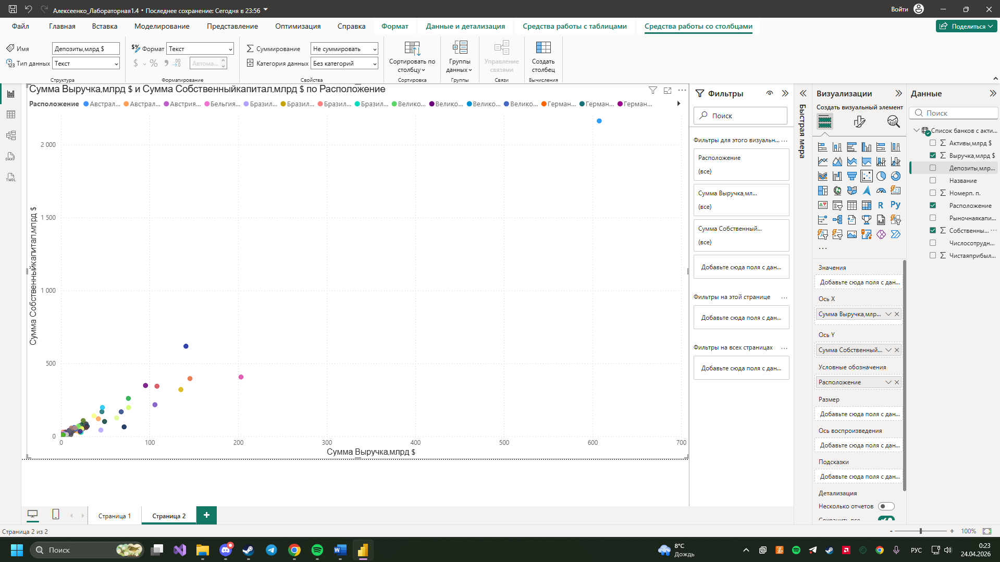 Алексеенко_Лабораторная1.4 • Последнее сохранение: Сегодня в 23:56
Войти
Файл
Главная
Вставка
Моделирование
Представление
Оптимизация
Справка
Формат
Данные и детализация
Средства работы с таблицами
Средства работы со столбцами
Поделиться
Имя
Депозиты,млрд $
Тип данных
Текст
Структура
Формат
Текст
$ % 9
Автома...
Форматирование
Суммирование
Не суммировать
Категория данных
Без категорий
Свойства
Сортировать по столбцу
Сортировка
Группы данных
Группы
Управление связями
Связи
Создать столбец
Вычисления
Сумма Выручка,млрд $ и Сумма Собственныйкапитал,млрд $ по Расположение
Расположение Австрал... Австрал... Австрия... Бельгия... Бразил... Бразил... Бразил... Бразил... Велико... Велико... Велико... Велико... Герман... Герман... Герман...
2 000
1 500
1 000
500
0
Сумма Собственныйкапитал,млрд $
0 100 200 300 400 500 600 700
Сумма Выручка,млрд $
Фильтры
Поиск
Фильтры для этого визуальн... ...
Расположение
(все)
Сумма Выручка,мл...
(все)
Сумма Собственный...
(все)
Добавьте сюда поля с дан...
Фильтры на этой странице ...
Добавьте сюда поля с дан...
Фильтры на всех страницах ...
Добавьте сюда поля с дан...
Быстрая мера
Визуализации
Создать визуальный элемент
123
R
Py
...
Значения
Добавьте сюда поля с дан...
Ось X
Сумма Выручка,млр...
Ось Y
Сумма Собственный...
Условные обозначения
Расположение
Размер
Добавьте сюда поля с дан...
Ось воспроизведения
Добавьте сюда поля с дан...
Подсказки
Добавьте сюда поля с дан...
Детализация
Несколько отчетов
Сохранить все
Данные
Поиск
Список банков с акти...
Активы,млрд $
Выручка,млрд $
Депозиты,млр...
Название
Номерп. п.
Расположение
Рыночнаякапи...
Собственны... ...
Числосотрудн...
Чистаяприбыл...
DAX
TMDL
Страница 1
Страница 2
+
Страница 2 из 2
- + 100%
Поиск
8°C
Дождь
РУС
0:23
24.04.2026